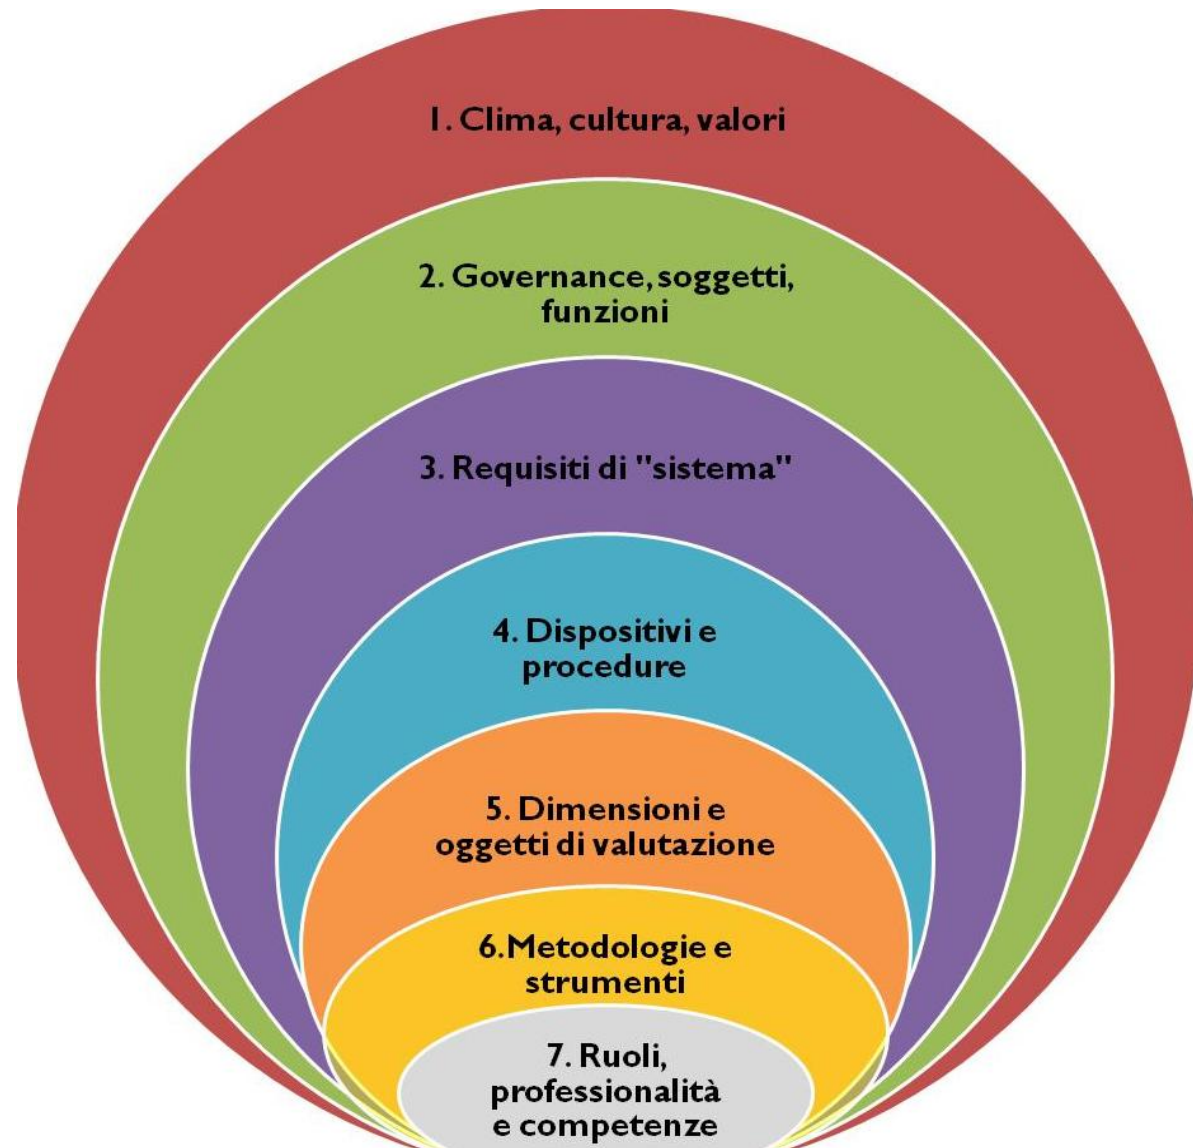 1. Clima, cultura, valori
2. Governance, soggetti,
funzioni
3. Requisiti di "sistema"
4. Dispositivi e
procedure
5. Dimensioni e
oggetti di valutazione
6.Metodologie e
strumenti
7. Ruoli,
professionalità
e competenze